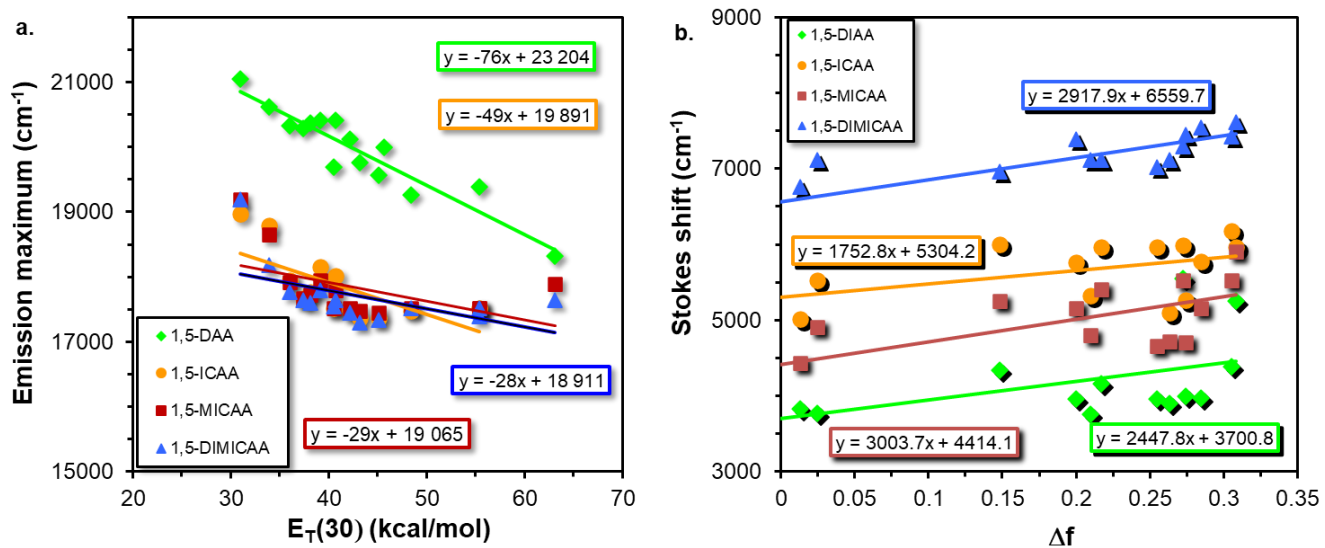 a.
Emission maximum (cm-1)
21000
19000
17000
15000
20
30
40
50
60
70
ET(30) (kcal/mol)
y = -76x + 23 204
y = -49x + 19 891
y = -28x + 18 911
y = -29x + 19 065
1,5-DAA
1,5-ICAA
1,5-MICAA
1,5-DIMICAA
b.
Stokes shift (cm-1)
9000
7000
5000
3000
0
0.05
0.1
0.15
0.2
0.25
0.3
0.35
Δf
1,5-DIAA
1,5-ICAA
1,5-MICAA
1,5-DIMICAA
y = 2917.9x + 6559.7
y = 1752.8x + 5304.2
y = 3003.7x + 4414.1
y = 2447.8x + 3700.8